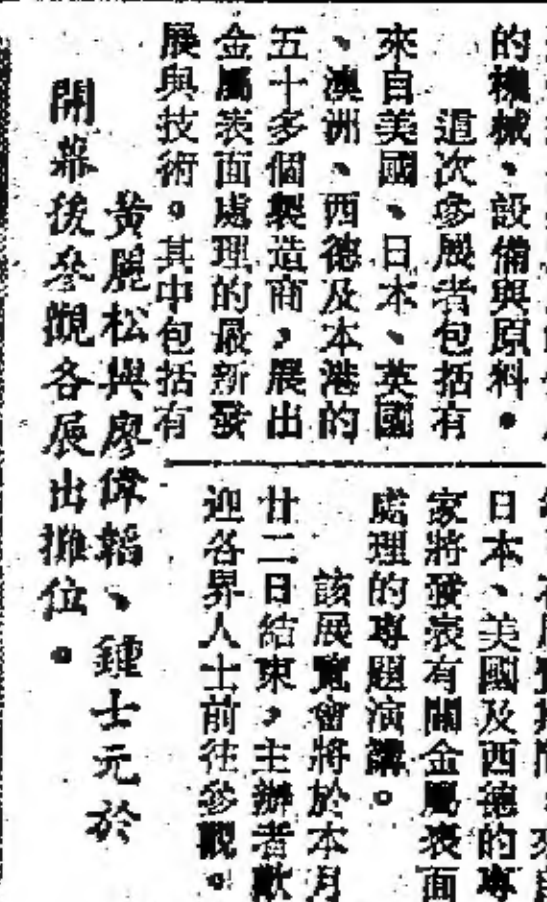 的機械、設備與原料。
這次參展者包括有
來自美國、日本、英國
、澳洲、西德及本港的
五十多個製造商，展出
金屬表面處理的最新發
展與技術。其中包括有
日本、美國及西德的專
家將發表有關金屬表面
處理的專題演講。
該展覽會將於本月
廿二日結束，主辦者歡
迎各界人士前往參觀。
黃麗松與廖偉韜、鍾士元於
開幕後參觀各展出攤位。